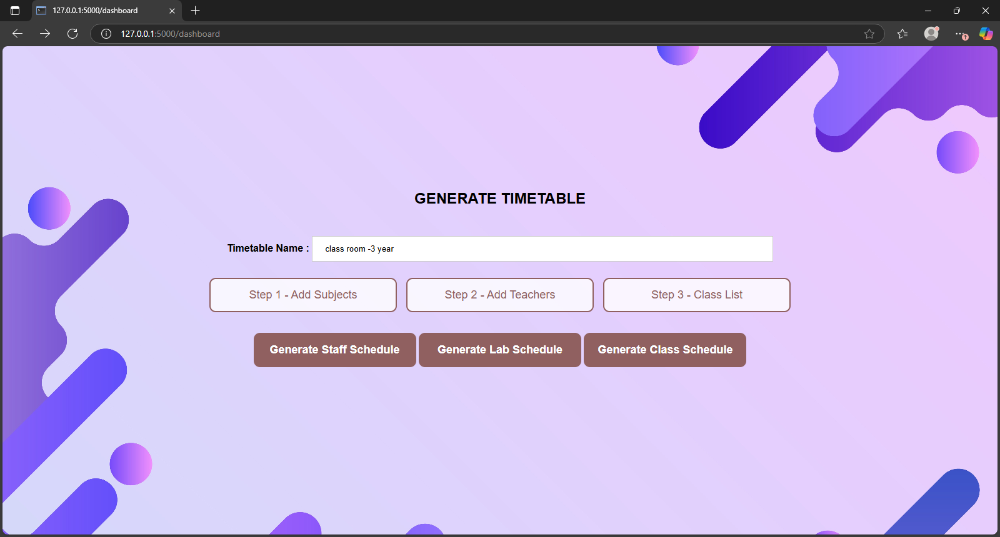 127.0.0.1:5000/dashboard
127.0.0.1:5000/dashboard
GENERATE TIMETABLE
Timetable Name : class room -3 year
Step 1 - Add Subjects Step 2 - Add Teachers Step 3 - Class List
Generate Staff Schedule Generate Lab Schedule Generate Class Schedule